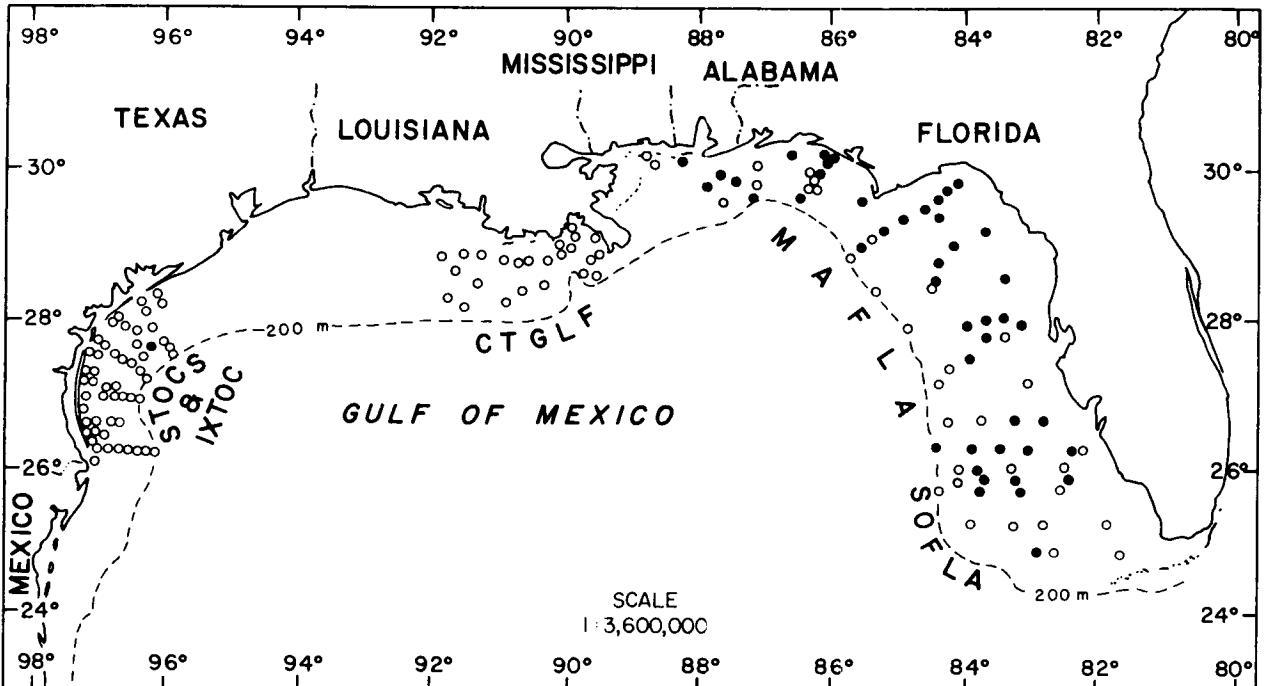 98° 96° 94° 92° 90° 88° 86° 84° 82° 80°
MISSISSIPPI ALABAMA
TEXAS LOUISIANA FLORIDA
30° 30°
MAFLA
28° 28°
200 m
CTGLF
STOCS
&
IXTOC
GULF OF MEXICO
26° 26°
SOFLA
MEXICO
200 m
24° 24°
SCALE
1:3,600,000
98° 96° 94° 92° 90° 88° 86° 84° 82° 80°